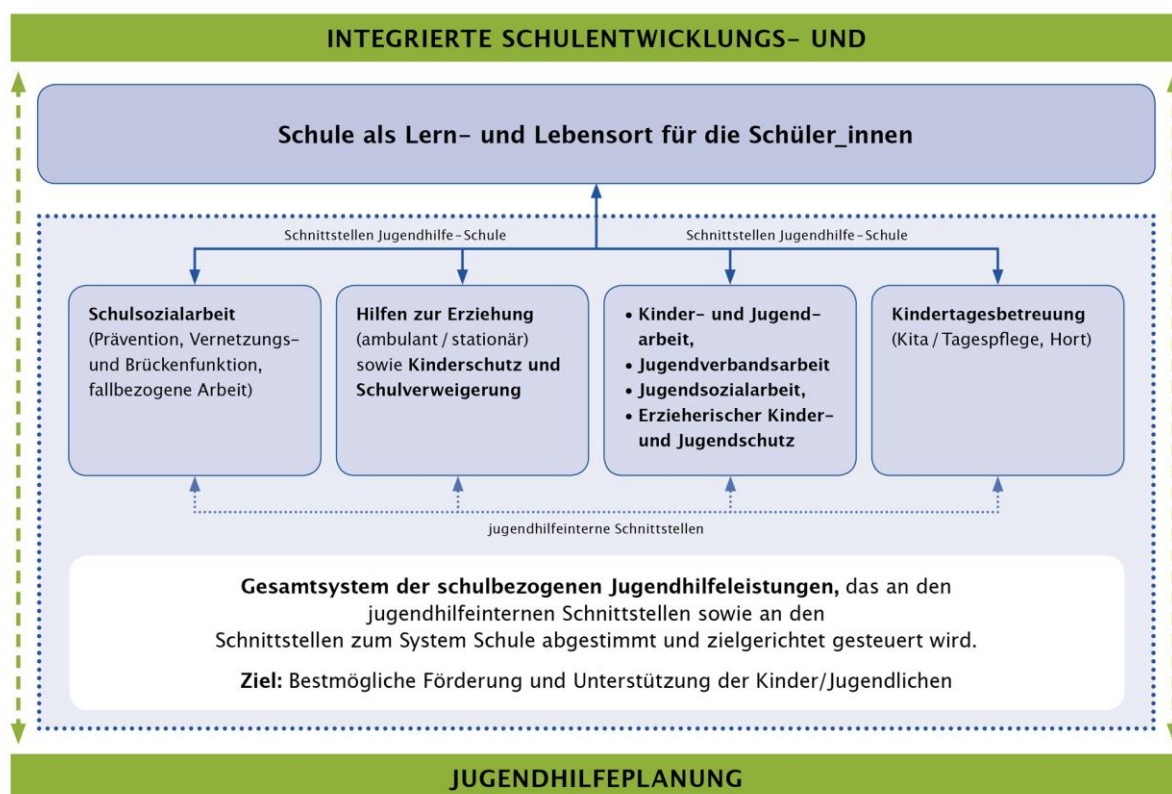 INTEGRIERTE SCHULENTWICKLUNGS- UND
Schule als Lern- und Lebensort für die Schüler_innen
Schnittstellen Jugendhilfe-Schule
Schnittstellen Jugendhilfe-Schule
Schulsozialarbeit
(Prävention, Vernetzungs-
und Brückenfunktion,
fallbezogene Arbeit)
Hilfen zur Erziehung
(ambulant / stationär)
sowie Kinderschutz und
Schulverweigerung
• Kinder- und Jugend-
arbeit,
• Jugendverbandsarbeit
• Jugendsozialarbeit,
• Erzieherischer Kinder-
und Jugendschutz
Kindertagesbetreuung
(Kita / Tagespflege, Hort)
jugendhilfeinterne Schnittstellen
Gesamtsystem der schulbezogenen Jugendhilfeleistungen, das an den
jugendhilfeinternen Schnittstellen sowie an den
Schnittstellen zum System Schule abgestimmt und zielgerichtet gesteuert wird.
Ziel: Bestmögliche Förderung und Unterstützung der Kinder/Jugendlichen
JUGENDHILFEPLANUNG